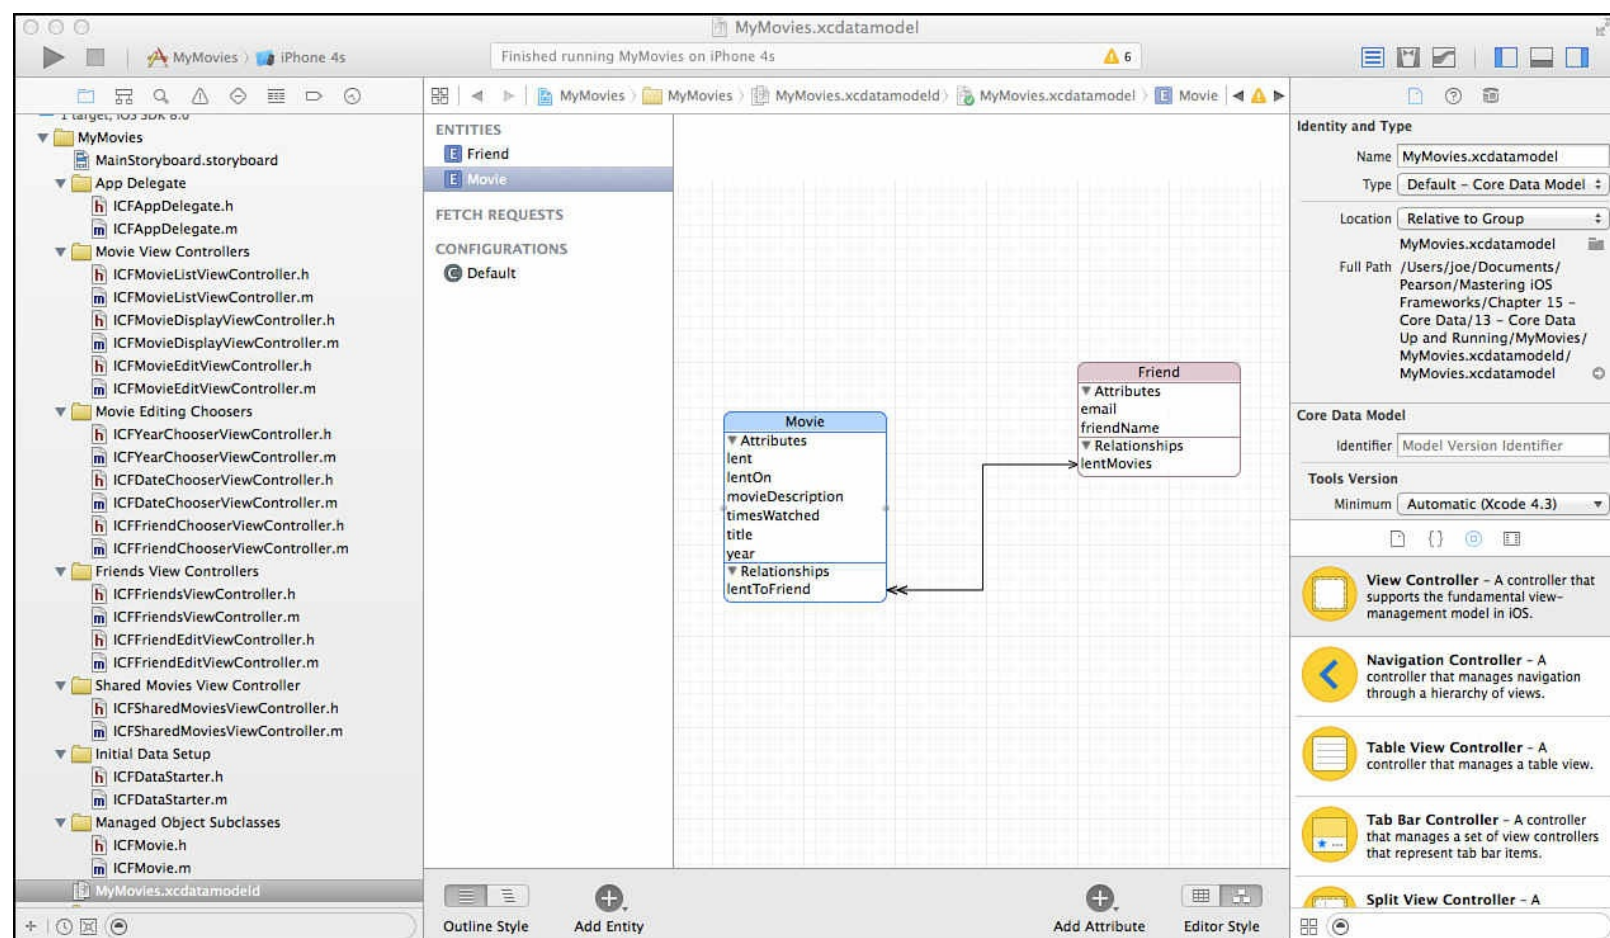 MyMovies.xcdatamodel
MyMovies
iPhone 4s
Finished running MyMovies on iPhone 4s
6
MyMovies
MyMovies
MyMovies.xcdatamodeld
MyMovies.xcdatamodel
Movie
1 target, iOS SDK 8.0
MyMovies
MainStoryboard.storyboard
App Delegate
ICFAppDelegate.h
ICFAppDelegate.m
Movie View Controllers
ICFMovieListViewController.h
ICFMovieListViewController.m
ICFMovieDisplayViewController.h
ICFMovieDisplayViewController.m
ICFMovieEditViewController.h
ICFMovieEditViewController.m
Movie Editing Choosers
ICFYearChooserViewController.h
ICFYearChooserViewController.m
ICFDateChooserViewController.h
ICFDateChooserViewController.m
ICFFriendChooserViewController.h
ICFFriendChooserViewController.m
Friends View Controllers
ICFFriendsViewController.h
ICFFriendsViewController.m
ICFFriendEditViewController.h
ICFFriendEditViewController.m
Shared Movies View Controller
ICFSharedMoviesViewController.h
ICFSharedMoviesViewController.m
Initial Data Setup
ICFDataStarter.h
ICFDataStarter.m
Managed Object Subclasses
ICFMovie.h
ICFMovie.m
MyMovies.xcdatamodeld
ENTITIES
Friend
Movie
FETCH REQUESTS
CONFIGURATIONS
Default
Movie
Attributes
lent
lentOn
movieDescription
timesWatched
title
year
Relationships
lentToFriend
Friend
Attributes
email
friendName
Relationships
lentMovies
Outline Style
Add Entity
Add Attribute
Editor Style
Identity and Type
Name MyMovies.xcdatamodel
Type Default - Core Data Model
Location Relative to Group
MyMovies.xcdatamodel
Full Path /Users/joe/Documents/
Pearson/Mastering iOS
Frameworks/Chapter 15 -
Core Data/13 - Core Data
Up and Running/MyMovies/
MyMovies.xcdatamodeld/
MyMovies.xcdatamodel
Core Data Model
Identifier Model Version Identifier
Tools Version
Minimum Automatic (Xcode 4.3)
View Controller - A controller that
supports the fundamental view-
management model in iOS.
Navigation Controller - A
controller that manages navigation
through a hierarchy of views.
Table View Controller - A
controller that manages a table view.
Tab Bar Controller - A controller
that manages a set of view controllers
that represent tab bar items.
Split View Controller - A